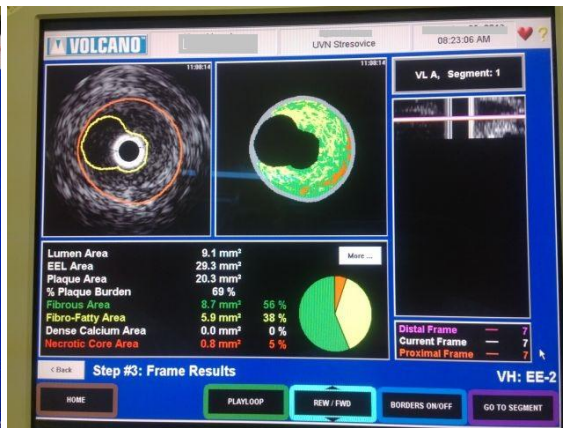 VOLCANO
UVN Stresovice
08:23:06 AM
?
11:08:14
11:08:14
VL A, Segment: 1
Lumen Area 9.1 mm²
EEL Area 29.3 mm²
Plaque Area 20.3 mm²
% Plaque Burden 69 %
Fibrous Area 8.7 mm² 56 %
Fibro-Fatty Area 5.9 mm² 38 %
Dense Calcium Area 0.0 mm² 0 %
Necrotic Core Area 0.8 mm² 5 %
More ...
Distal Frame — 7
Current Frame — 7
Proximal Frame — 7
< Back
Step #3: Frame Results
VH: EE-2
HOME
PLAYLOOP
REW / FWD
BORDERS ON/OFF
GO TO SEGMENT